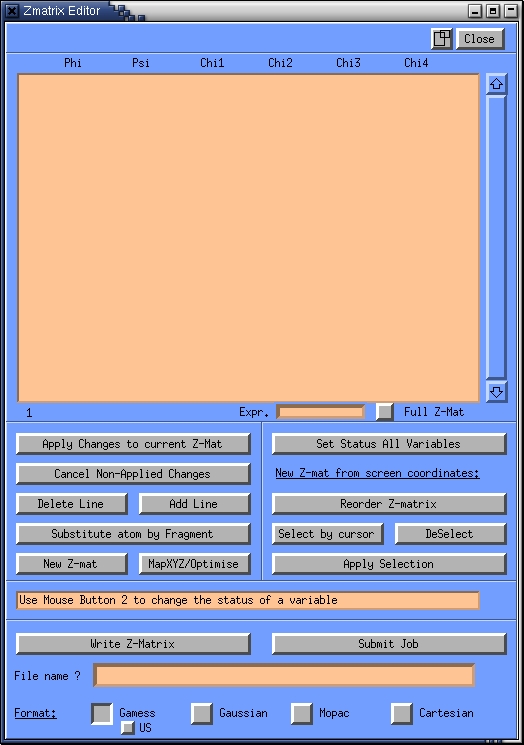 Zmatrix Editor
Close
Phi Psi Chi1 Chi2 Chi3 Chi4
1 Expr. Full Z-Mat
Apply Changes to current Z-Mat Set Status All Variables
Cancel Non-Applied Changes New Z-mat from screen coordinates:
Delete Line Add Line Reorder Z-matrix
Substitute atom by Fragment Select by cursor DeSelect
New Z-mat MapXYZ/Optimise Apply Selection
Use Mouse Button 2 to change the status of a variable
Write Z-Matrix Submit Job
File name ?
Format: Gamess Gaussian Mopac Cartesian
US